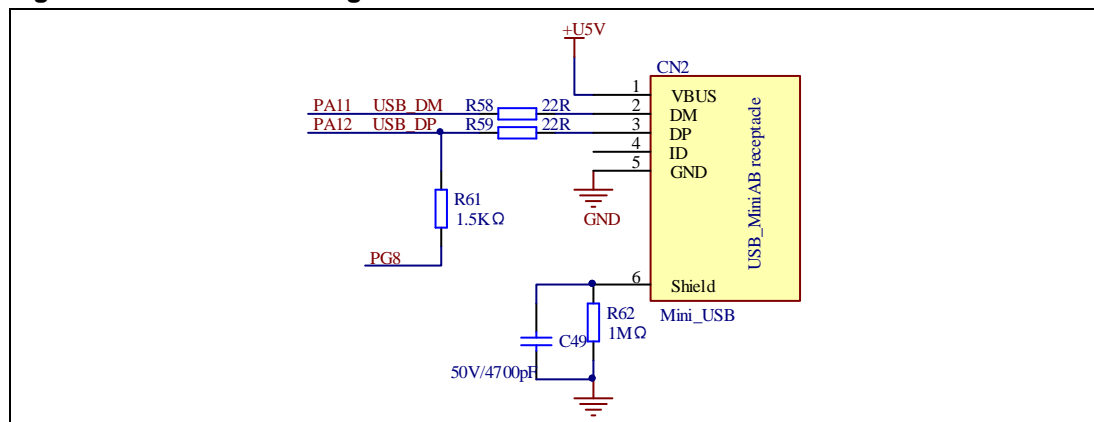 +U5V
CN2
1 VBUS
PA11 USB_DM R58 22R 2 DM
PA12 USB_DP R59 22R 3 DP
4 ID
5 GND
R61
1.5KΩ
GND
PG8
USB_MiniAB receptacle
6 Shield
R62
1MΩ
Mini_USB
C49
50V/4700pF